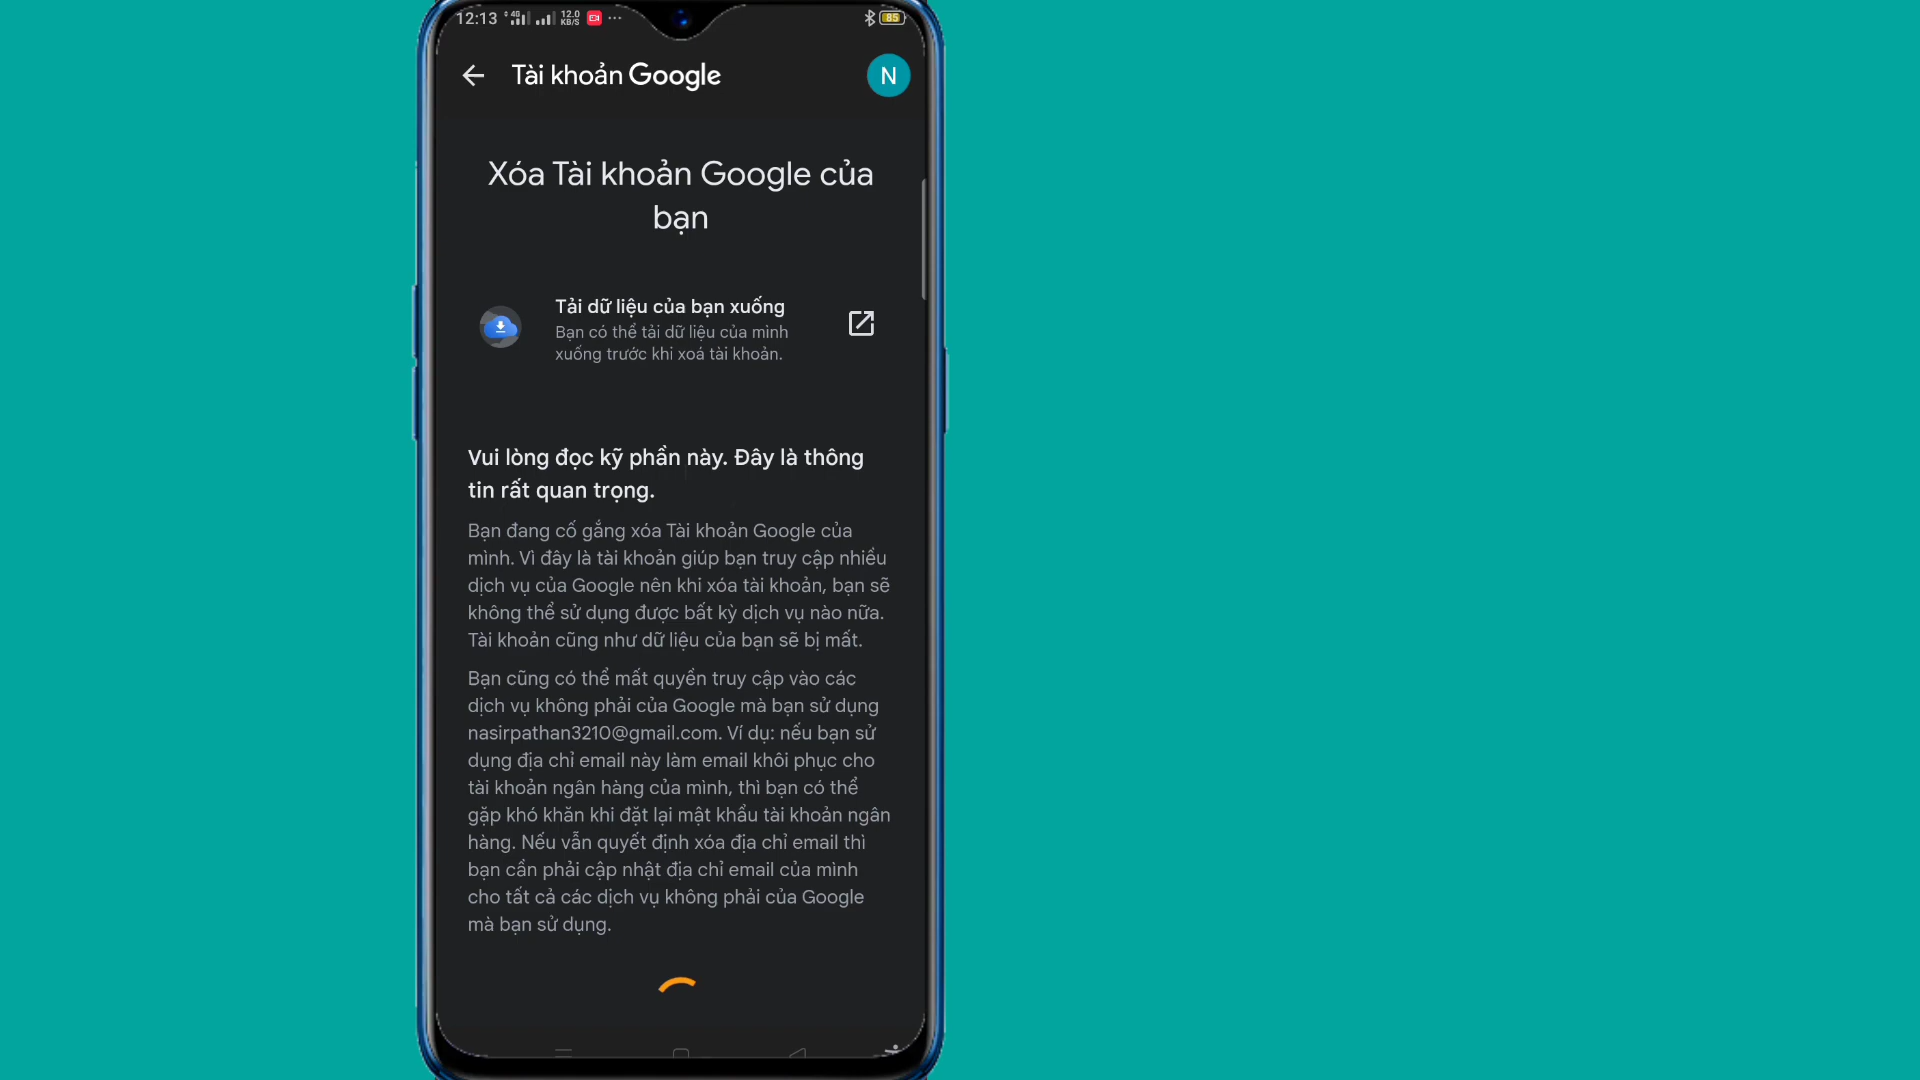 12:13 4G 12.0 KB/S 85
Tài khoản Google
N
Xóa Tài khoản Google của
bạn
Tải dữ liệu của bạn xuống
Bạn có thể tải dữ liệu của mình
xuống trước khi xoá tài khoản.
Vui lòng đọc kỹ phần này. Đây là thông
tin rất quan trọng.
Bạn đang cố gắng xóa Tài khoản Google của
mình. Vì đây là tài khoản giúp bạn truy cập nhiều
dịch vụ của Google nên khi xóa tài khoản, bạn sẽ
không thể sử dụng được bất kỳ dịch vụ nào nữa.
Tài khoản cũng như dữ liệu của bạn sẽ bị mất.
Bạn cũng có thể mất quyền truy cập vào các
dịch vụ không phải của Google mà bạn sử dụng
nasirpathan3210@gmail.com. Ví dụ: nếu bạn sử
dụng địa chỉ email này làm email khôi phục cho
tài khoản ngân hàng của mình, thì bạn có thể
gặp khó khăn khi đặt lại mật khẩu tài khoản ngân
hàng. Nếu vẫn quyết định xóa địa chỉ email thì
bạn cần phải cập nhật địa chỉ email của mình
cho tất cả các dịch vụ không phải của Google
mà bạn sử dụng.